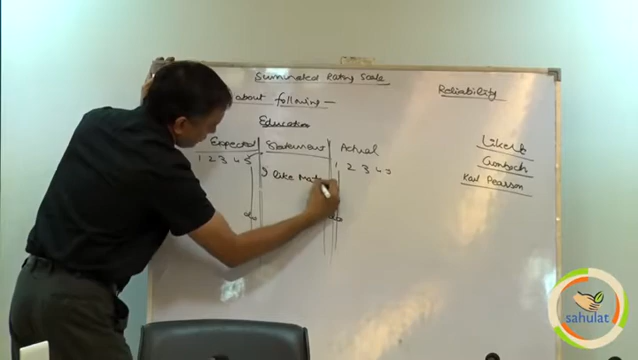 Summated Rating Scale
Reliability
about following -
Education
Expected Statement Actual
1 2 3 4 5
1 2 3 4 5
like Mat
Likert
Karl Pearson
sahulat